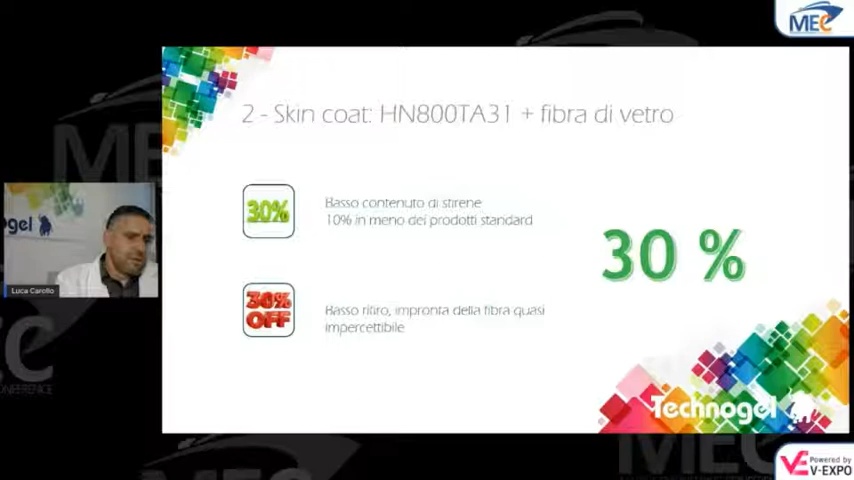 MEC
2 - Skin coat: HN800TA31 + fibra di vetro
30%
Basso contenuto di stirene
10% in meno dei prodotti standard
30 %
30%
OFF
Basso ritiro, impronta della fibra quasi
impercettibile
Luca Carollo
Technogel
Powered by
V-EXPO